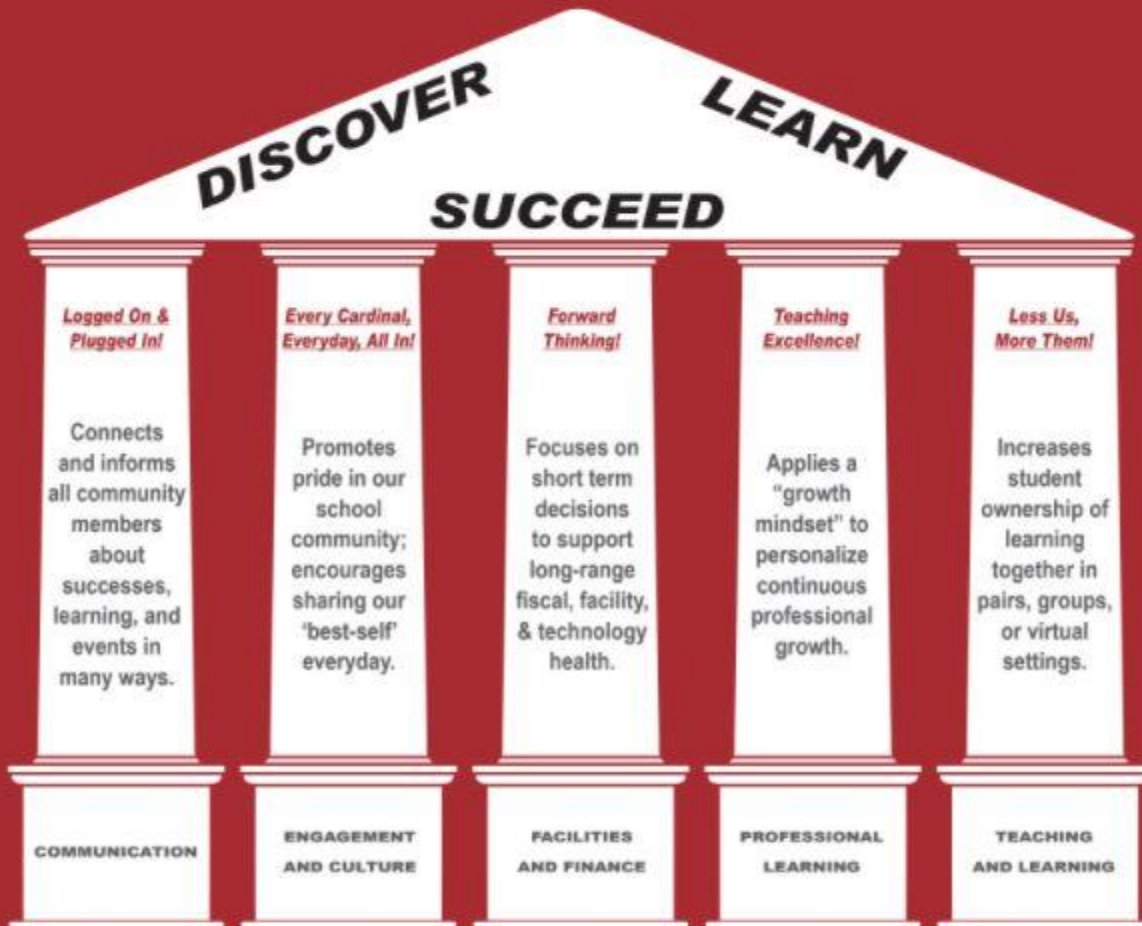 DISCOVER
LEARN
SUCCEED
Logged On &
Plugged In!
Connects
and informs
all community
members
about
successes,
learning, and
events in
many ways.
COMMUNICATION
Every Cardinal,
Everyday, All In!
Promotes
pride in our
school
community;
encourages
sharing our
‘best-self’
everyday.
ENGAGEMENT
AND CULTURE
Forward
Thinking!
Focuses on
short term
decisions
to support
long-range
fiscal, facility,
& technology
health.
FACILITIES
AND FINANCE
Teaching
Excellence!
Applies a
“growth
mindset” to
personalize
continuous
professional
growth.
PROFESSIONAL
LEARNING
Less Us,
More Them!
Increases
student
ownership of
learning
together in
pairs, groups,
or virtual
settings.
TEACHING
AND LEARNING